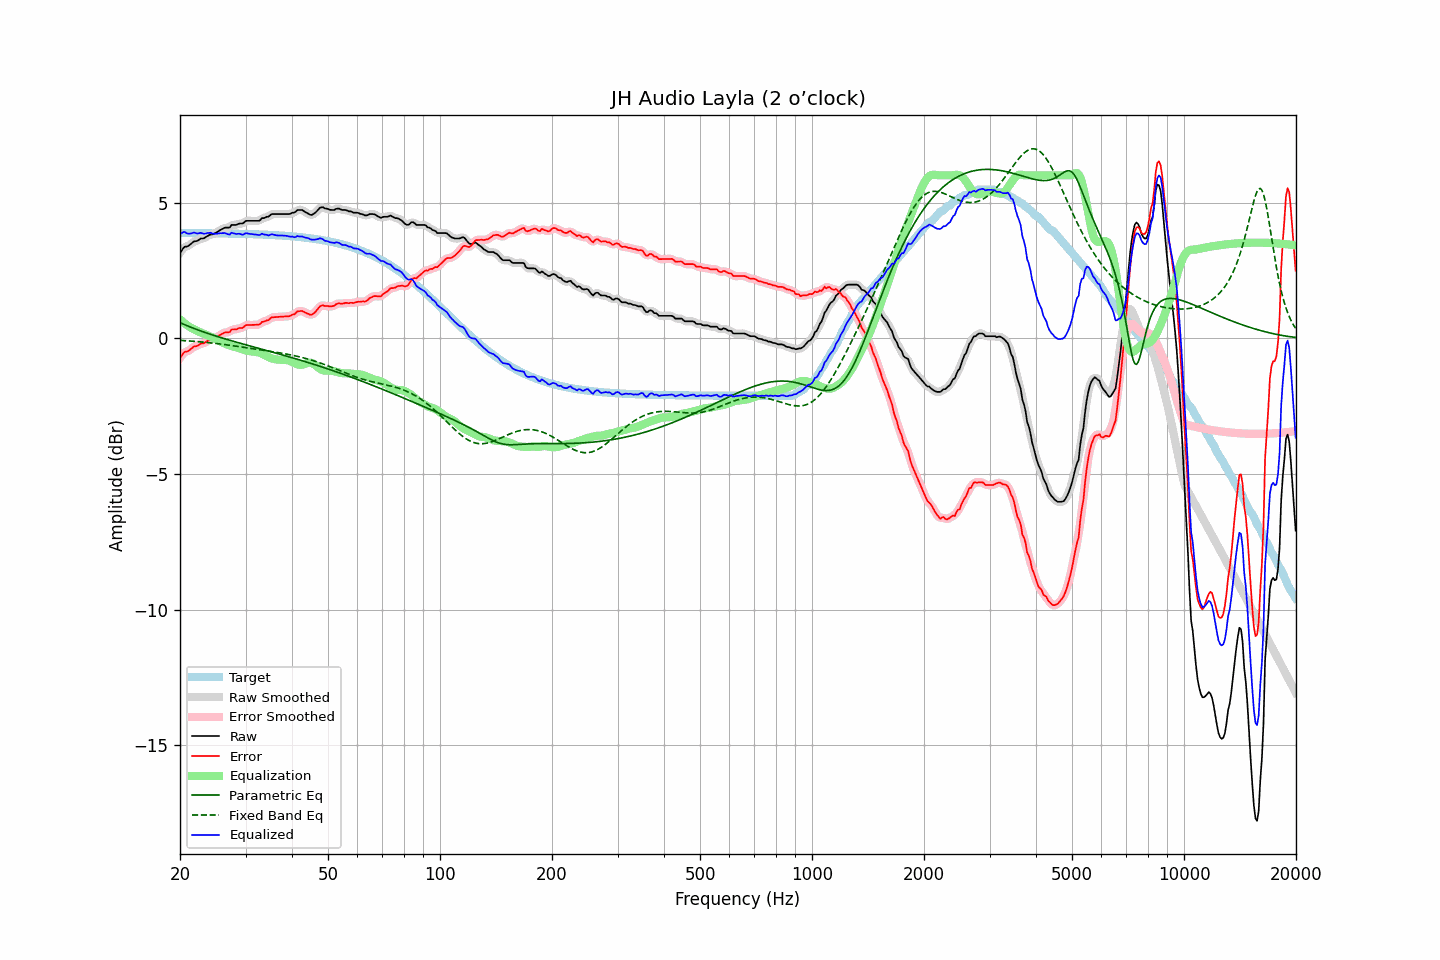 JH Audio Layla (2 o’clock)
5
0
−5
−10
−15
Amplitude (dBr)
Target
Raw Smoothed
Error Smoothed
Raw
Error
Equalization
Parametric Eq
Fixed Band Eq
Equalized
20 50 100 200 500 1000 2000 5000 10000 20000
Frequency (Hz)